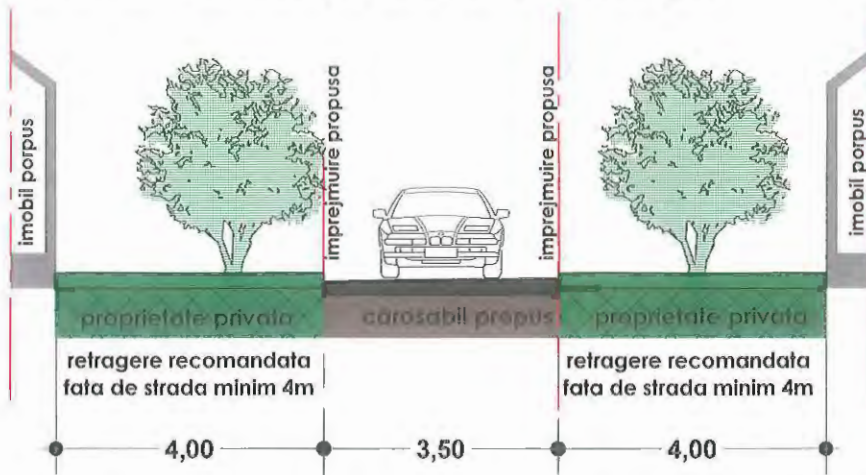 imobil porpus
imprejmuire propusa
imprejmuire propusa
imobil porpus
proprietate privata
carosabil propus
proprietate privata
retragere recomandata
fata de strada minim 4m
retragere recomandata
fata de strada minim 4m
4,00
3,50
4,00